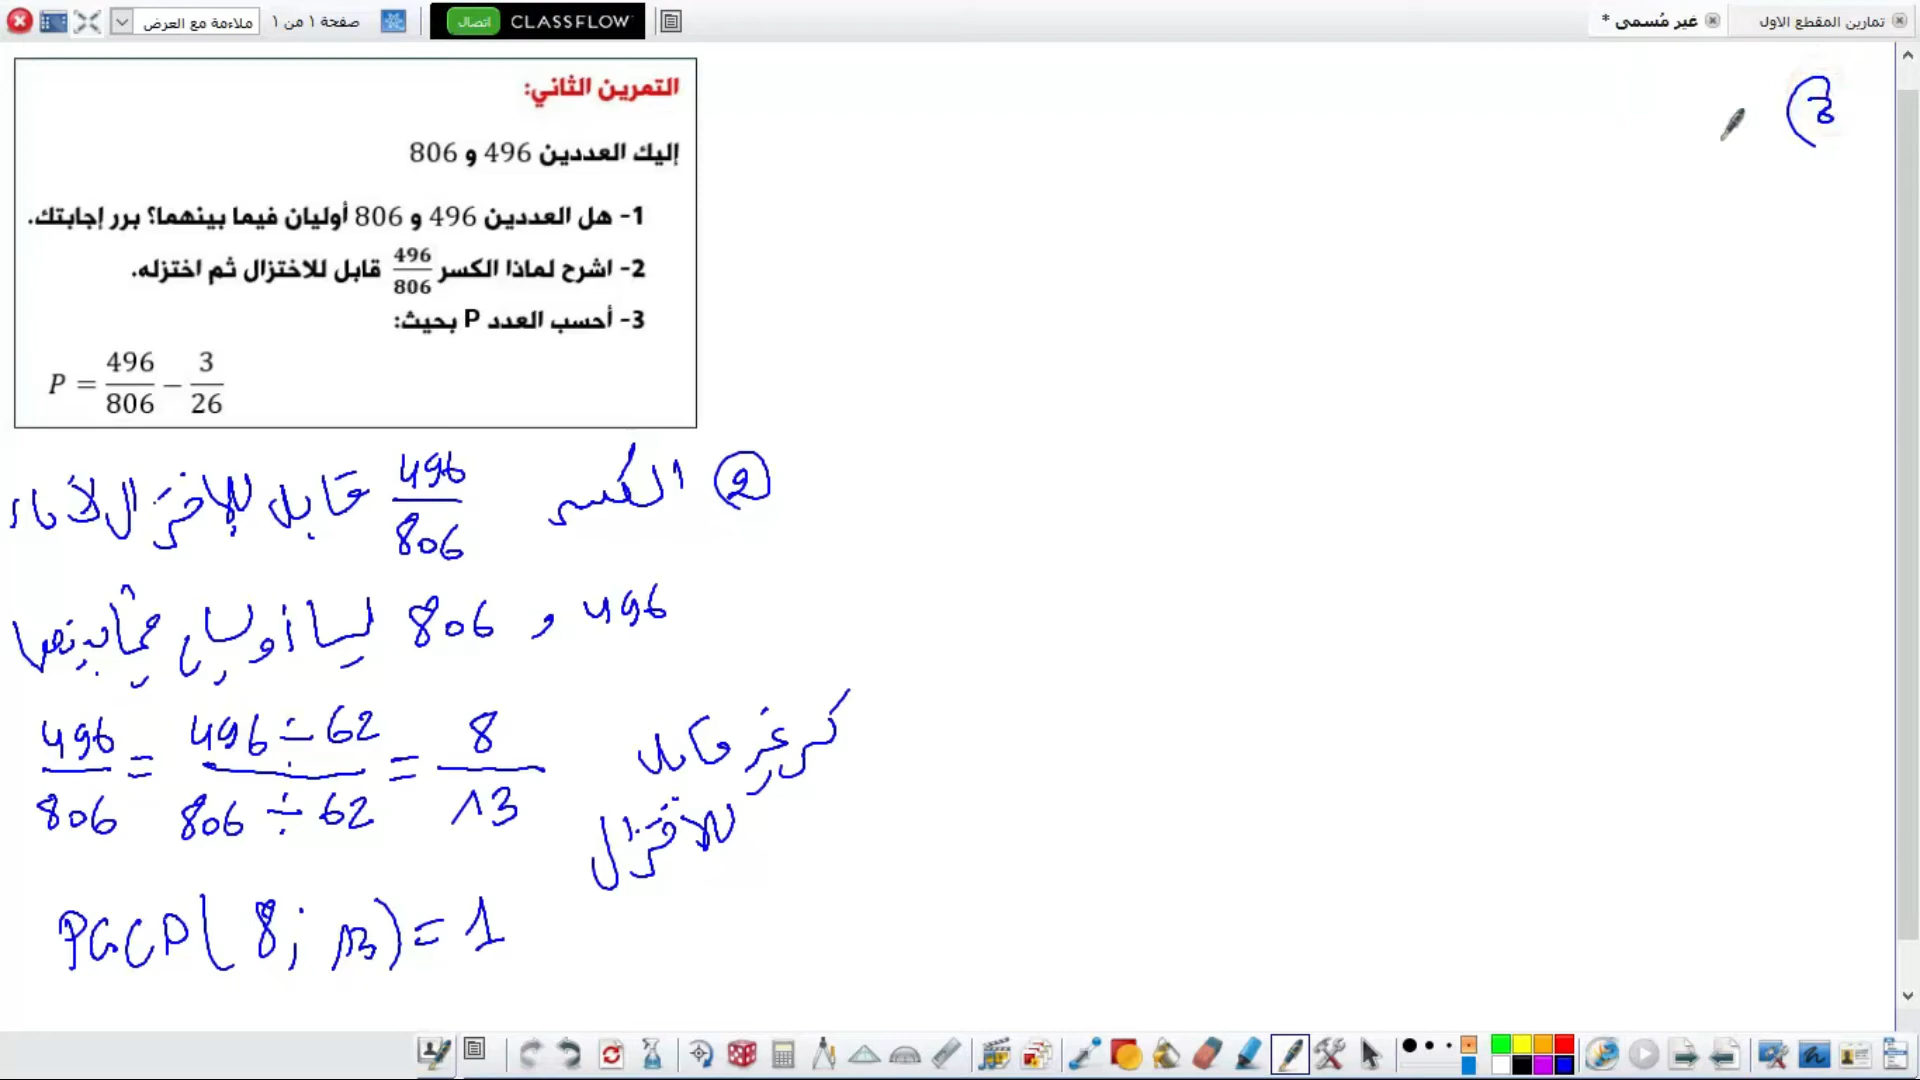 ملاءمة مع العرض
صفحة ١ من ١
اتصال CLASSFLOW
غير مُسمى *
تمارين المقطع الاول
التمرين الثاني:
إليك العددين 496 و 806
1- هل العددين 496 و 806 أوليان فيما بينهما؟ برر إجابتك.
2- اشرح لماذا الكسر 496/806 قابل للاختزال ثم اختزله.
3- أحسب العدد P بحيث:
P = 496/806 − 3/26
3)
② الكسر 496/806 قابل للإختزال لأن
496 و 806 ليسا أوليان فيما بينهما
496/806 = 496÷62/806÷62 = 8/13 كسر غير قابل
للاختزال
PGCD(8; 13) = 1